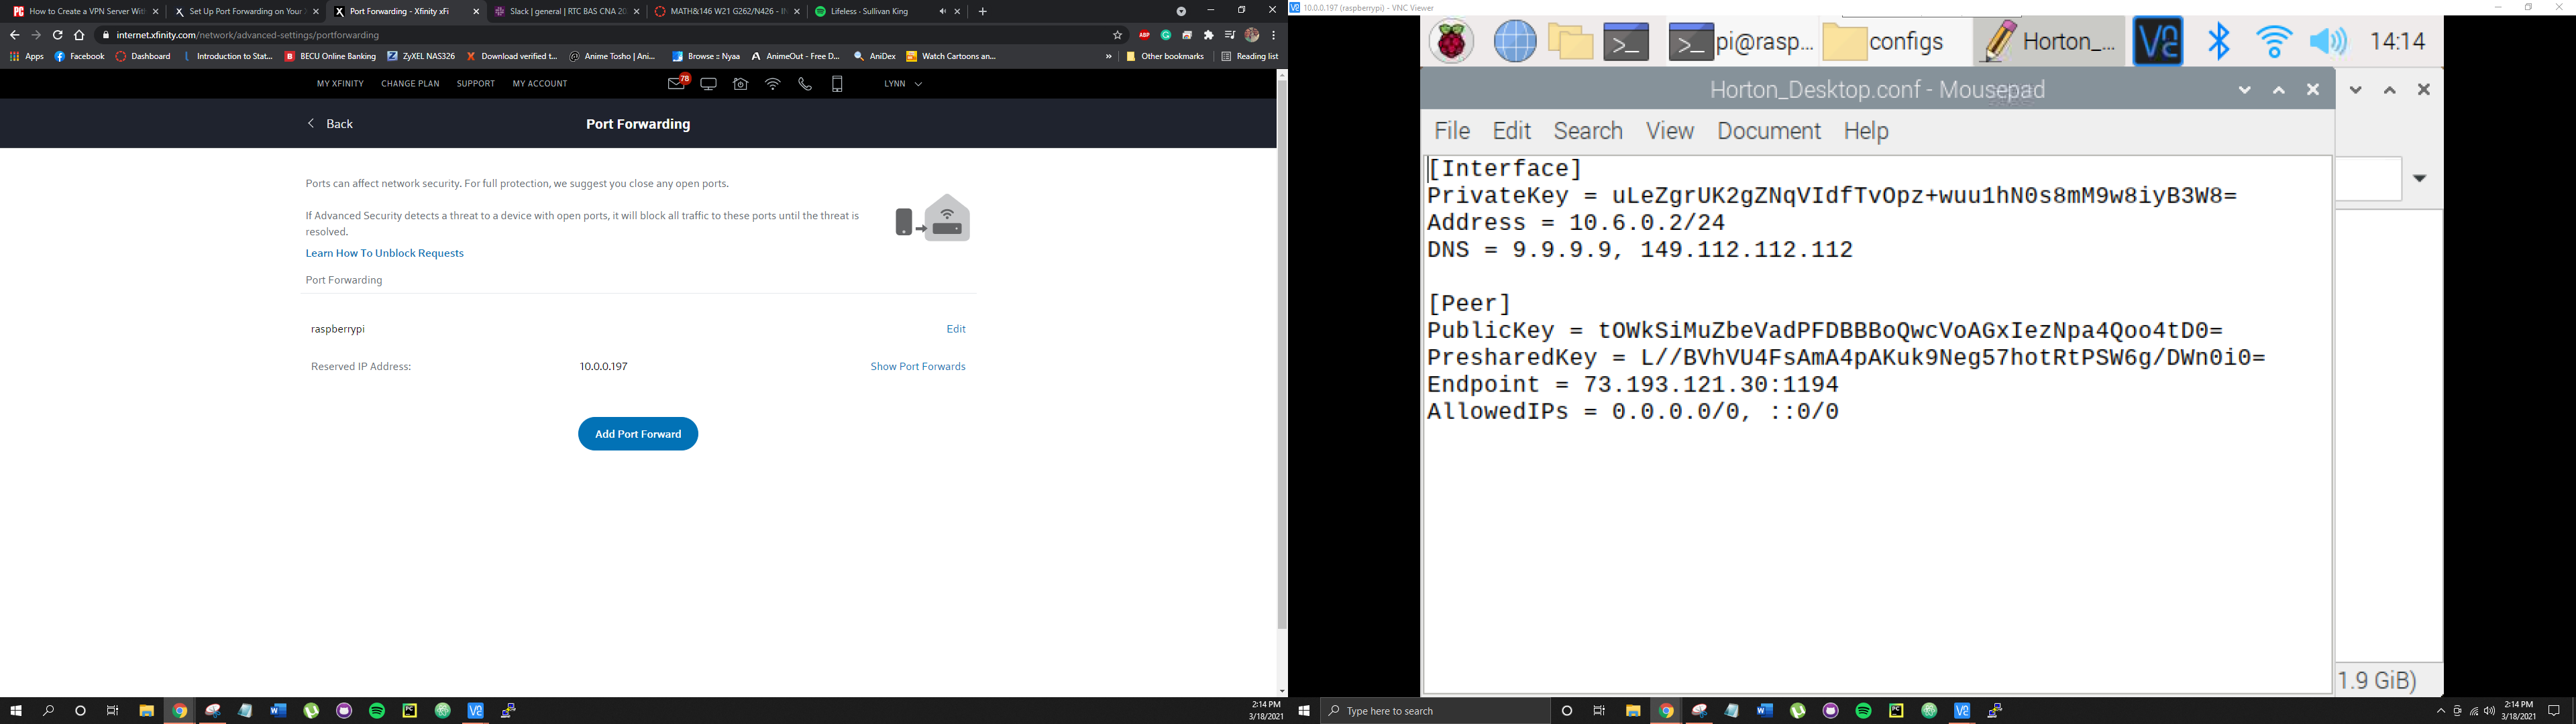 How to Create a VPN Server With
Set Up Port Forwarding on Your X
Port Forwarding - Xfinity xFi
Slack | general | RTC BAS CNA 20
MATH&146 W21 G262/N426 - IN
Lifeless · Sullivan King
internet.xfinity.com/network/advanced-settings/portforwarding
Apps
Facebook
Dashboard
Introduction to Stat...
BECU Online Banking
ZyXEL NAS326
Download verified t...
Anime Tosho | Ani...
Browse :: Nyaa
AnimeOut - Free D...
AniDex
Watch Cartoons an...
»
Other bookmarks
Reading list
MY XFINITY
CHANGE PLAN
SUPPORT
MY ACCOUNT
78
LYNN
Back
Port Forwarding
Ports can affect network security. For full protection, we suggest you close any open ports.
If Advanced Security detects a threat to a device with open ports, it will block all traffic to these ports until the threat is
resolved.
Learn How To Unblock Requests
Port Forwarding
raspberrypi
Edit
Reserved IP Address:
10.0.0.197
Show Port Forwards
Add Port Forward
2:14 PM
3/18/2021
10.0.0.197 (raspberrypi) - VNC Viewer
pi@rasp...
configs
Horton_...
14:14
Horton_Desktop.conf - Mousepad
File Edit Search View Document Help
[Interface]
PrivateKey = uLeZgrUK2gZNqVIdfTvOpz+wuu1hN0s8mM9w8iyB3W8=
Address = 10.6.0.2/24
DNS = 9.9.9.9, 149.112.112.112
[Peer]
PublicKey = tOWkSiMuZbeVadPFDBBBoQwcVoAGxIezNpa4Qoo4tD0=
PresharedKey = L//BVhVU4FsAmA4pAKuk9Neg57hotRtPSW6g/DWn0i0=
Endpoint = 73.193.121.30:1194
AllowedIPs = 0.0.0.0/0, ::0/0
1.9 GiB)
Type here to search
2:14 PM
3/18/2021